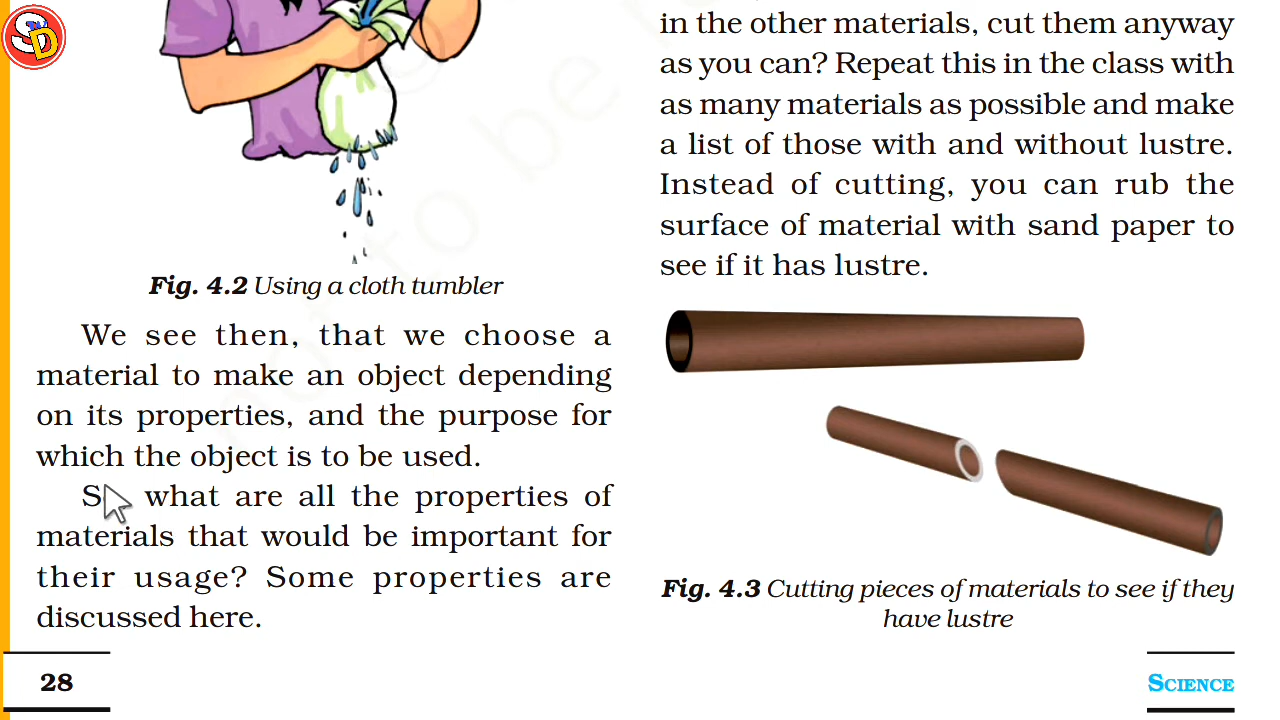 SD
Fig. 4.2 Using a cloth tumbler
We see then, that we choose a
material to make an object depending
on its properties, and the purpose for
which the object is to be used.
what are all the properties of
materials that would be important for
their usage? Some properties are
discussed here.
28
in the other materials, cut them anyway
as you can? Repeat this in the class with
as many materials as possible and make
a list of those with and without lustre.
Instead of cutting, you can rub the
surface of material with sand paper to
see if it has lustre.
Fig. 4.3 Cutting pieces of materials to see if they
have lustre
SCIENCE